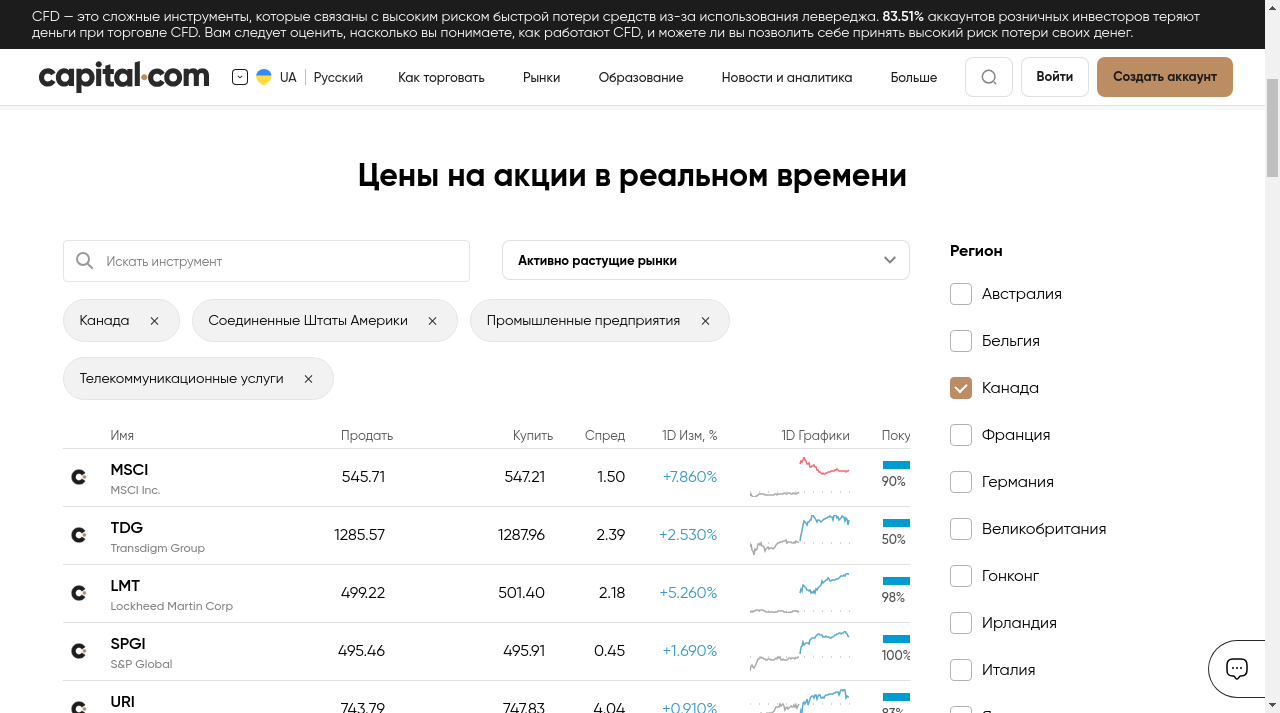 CFD — это сложные инструменты, которые связаны с высоким риском быстрой потери средств из-за использования левереджа. 83.51% аккаунтов розничных инвесторов теряют
деньги при торговле CFD. Вам следует оценить, насколько вы понимаете, как работают CFD, и можете ли вы позволить себе принять высокий риск потери своих денег.
capital.com UA Русский Как торговать Рынки Образование Новости и аналитика Больше Войти Создать аккаунт
Цены на акции в реальном времени
Искать инструмент
Активно растущие рынки
Канада
Соединенные Штаты Америки
Промышленные предприятия
Телекоммуникационные услуги
Имя Продать Купить Спред 1D Изм, % 1D Графики Поку
MSCI 545.71 547.21 1.50 +7.860% 90%
MSCI Inc.
TDG 1285.57 1287.96 2.39 +2.530% 50%
Transdigm Group
LMT 499.22 501.40 2.18 +5.260% 98%
Lockheed Martin Corp
SPGI 495.46 495.91 0.45 +1.690% 100%
S&P Global
URI 743.79 747.83 4.04 +0.910% 83%
Регион
Австралия
Бельгия
Канада
Франция
Германия
Великобритания
Гонконг
Ирландия
Италия